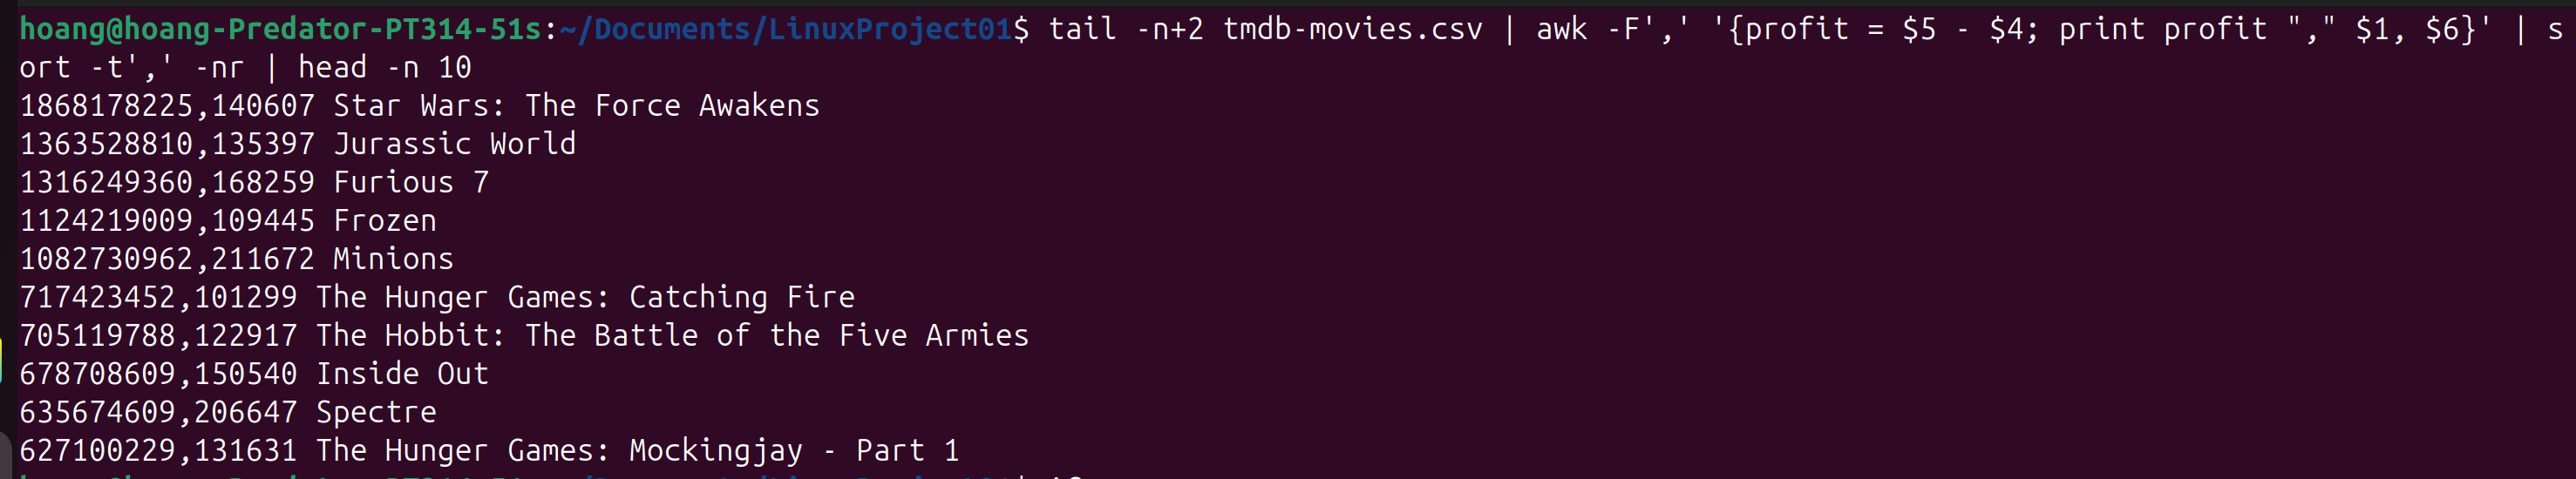 hoang@hoang-Predator-PT314-51s:~/Documents/LinuxProject01$ tail -n+2 tmdb-movies.csv | awk -F',' '{profit = $5 - $4; print profit "," $1, $6}' | s
ort -t',' -nr | head -n 10
1868178225,140607 Star Wars: The Force Awakens
1363528810,135397 Jurassic World
1316249360,168259 Furious 7
1124219009,109445 Frozen
1082730962,211672 Minions
717423452,101299 The Hunger Games: Catching Fire
705119788,122917 The Hobbit: The Battle of the Five Armies
678708609,150540 Inside Out
635674609,206647 Spectre
627100229,131631 The Hunger Games: Mockingjay - Part 1